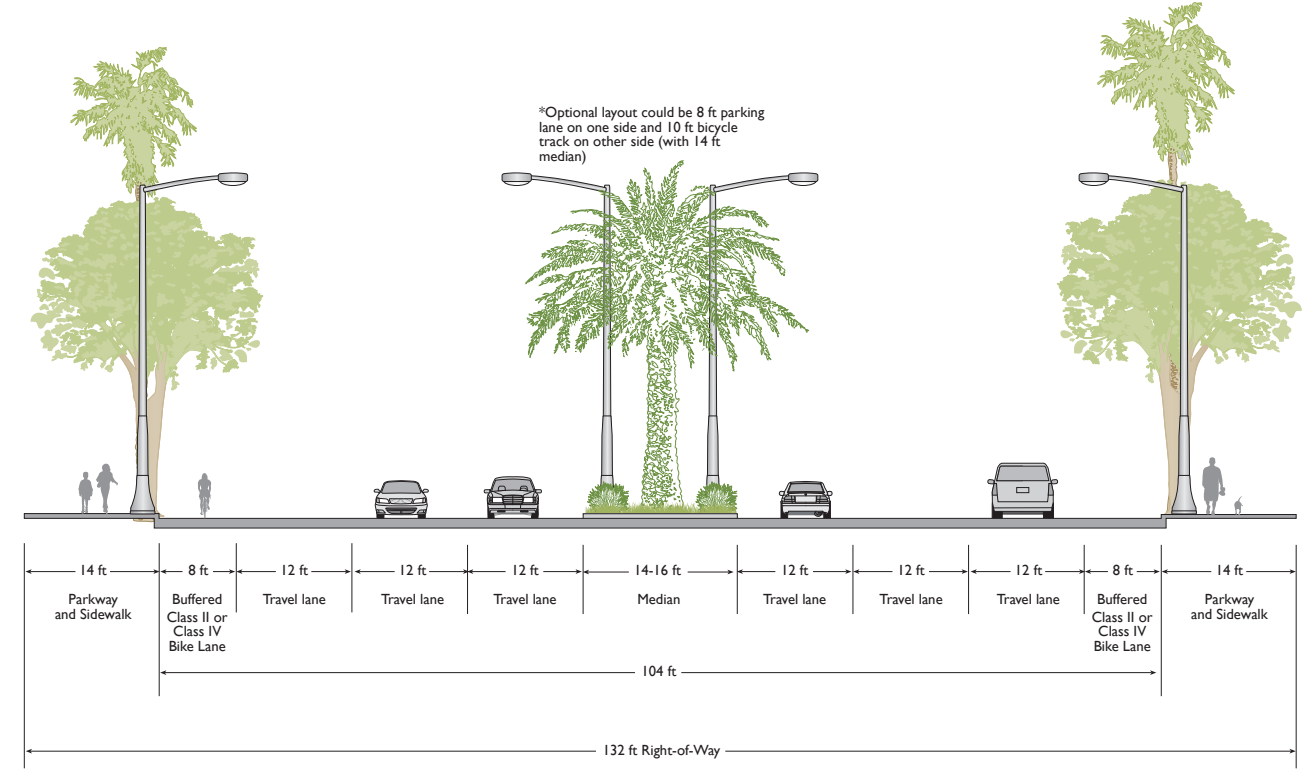 *Optional layout could be 8 ft parking
lane on one side and 10 ft bicycle
track on other side (with 14 ft
median)
14 ft
8 ft
12 ft
12 ft
12 ft
14-16 ft
12 ft
12 ft
12 ft
8 ft
14 ft
Parkway
and Sidewalk
Buffered
Class II or
Class IV
Bike Lane
Travel lane
Travel lane
Travel lane
Median
Travel lane
Travel lane
Travel lane
Buffered
Class II or
Class IV
Bike Lane
Parkway
and Sidewalk
104 ft
132 ft Right-of-Way